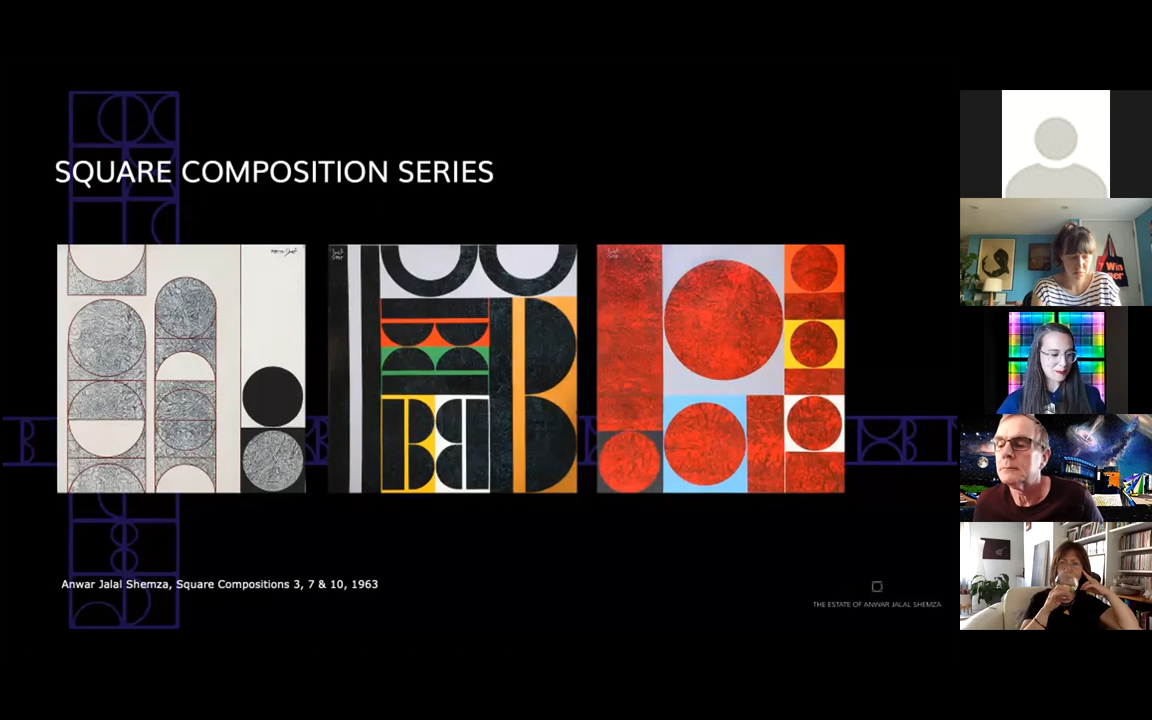 SQUARE COMPOSITION SERIES
Anwar Jalal Shemza, Square Compositions 3, 7 & 10, 1963
THE ESTATE OF ANWAR JALAL SHEMZA